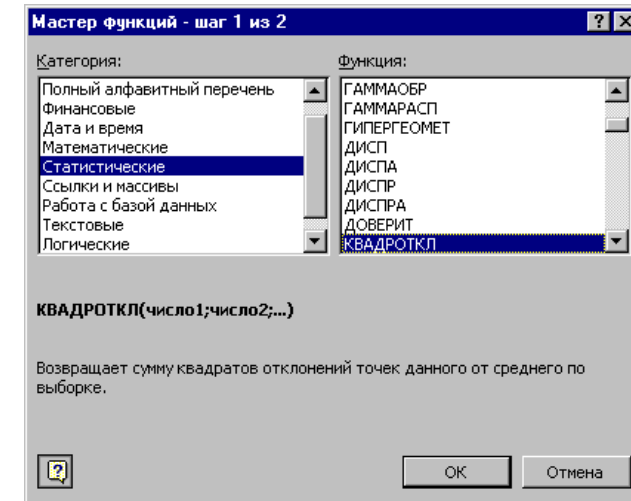 Мастер функций - шаг 1 из 2
Категория:
Функция:
Полный алфавитный перечень
Финансовые
Дата и время
Математические
Статистические
Ссылки и массивы
Работа с базой данных
Текстовые
Логические
ГАММАОБР
ГАММАРАСП
ГИПЕРГЕОМЕТ
ДИСП
ДИСПА
ДИСПР
ДИСПРА
ДОВЕРИТ
КВАДРОТКЛ
КВАДРОТКЛ(число1;число2;...)
Возвращает сумму квадратов отклонений точек данного от среднего по
выборке.
ОК
Отмена